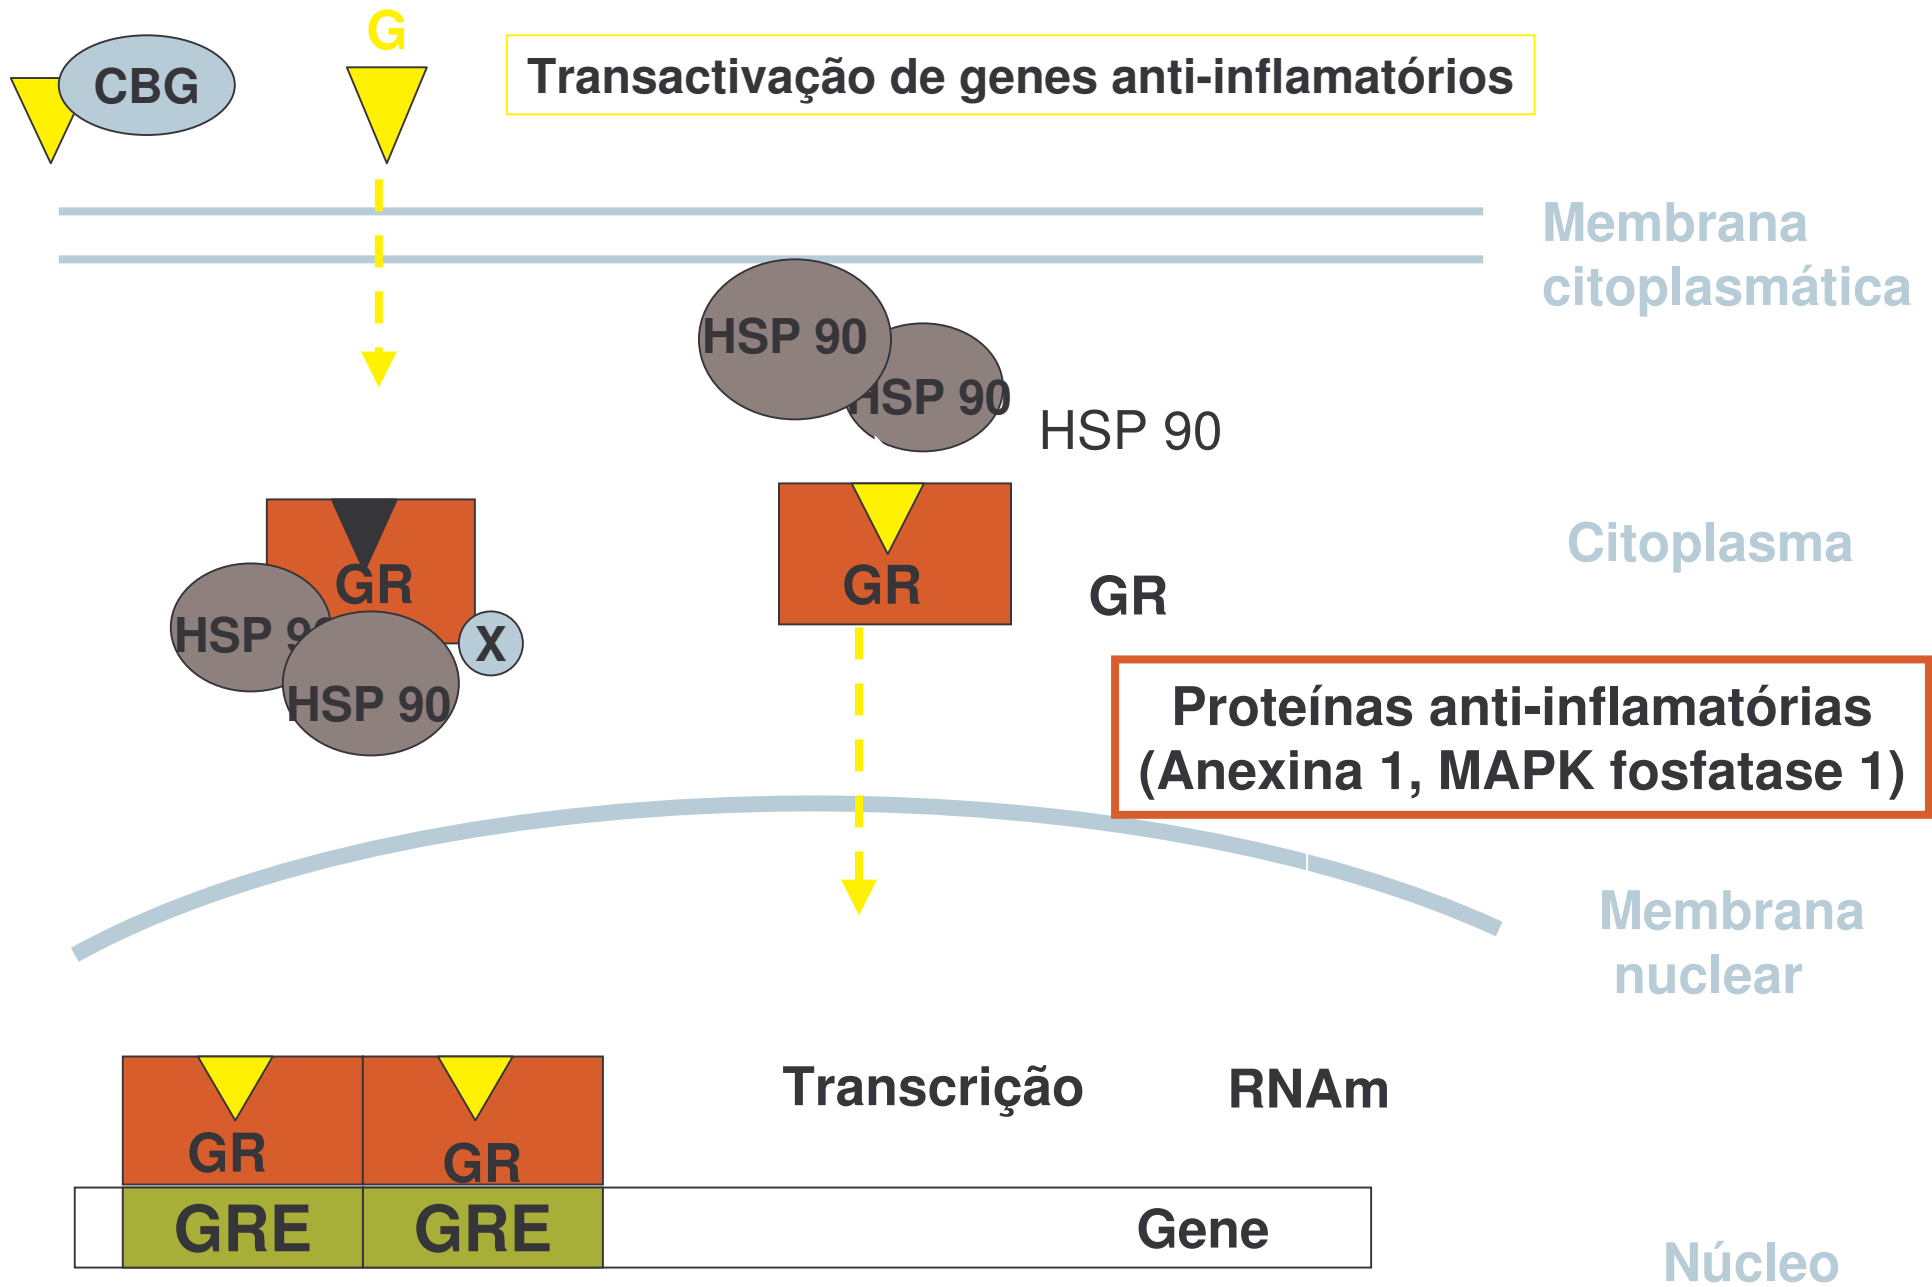 G
CBG
Transactivação de genes anti-inflamatórios
Membrana
citoplasmática
HSP 90
HSP 90
HSP 90
Citoplasma
GR
GR
GR
HSP 90
X
HSP 90
Proteínas anti-inflamatórias
(Anexina 1, MAPK fosfatase 1)
Membrana
nuclear
Transcrição
RNAm
GR
GR
GRE
GRE
Gene
Núcleo